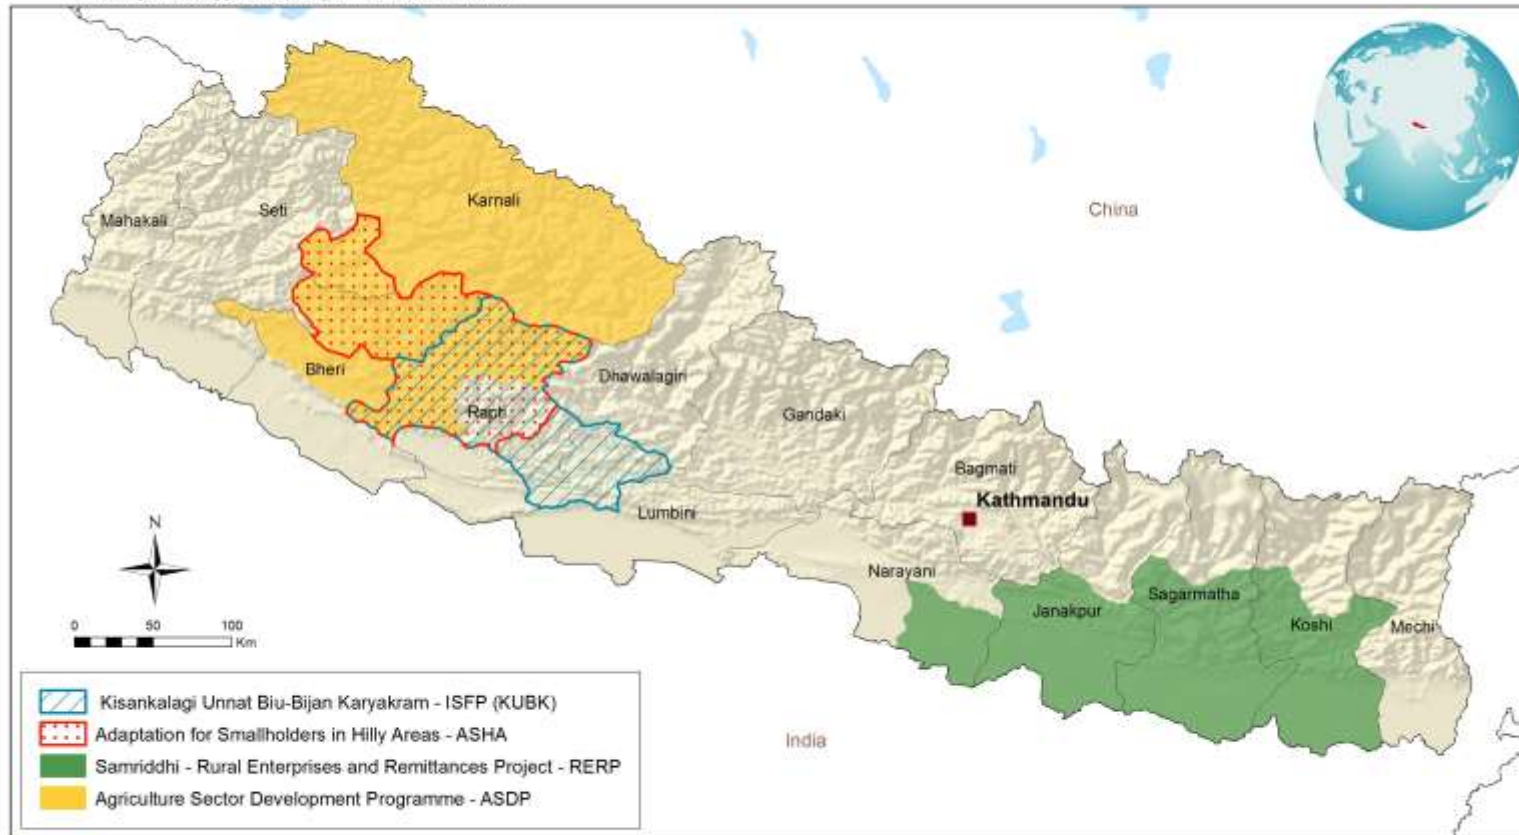 Karnali
China
Seti
Mahakali
Bheri
Dhawalagiri
Rapti
Gandaki
Bagmati
Kathmandu
Lumbini
N
Narayani
Sagarmatha
Janakpur
Koshi
Mechi
0 50 100
Km
India
Kisankalagi Unnat Biu-Bijan Karyakram - ISFP (KUBK)
Adaptation for Smallholders in Hilly Areas - ASHA
Samriddhi - Rural Enterprises and Remittances Project - RERP
Agriculture Sector Development Programme - ASDP